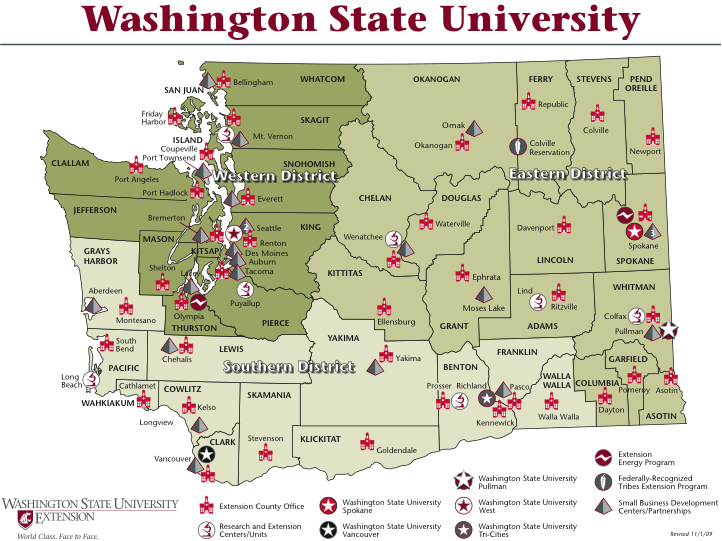 Washington State University
WHATCOM
OKANOGAN
FERRY
STEVENS
PEND
OREILLE
SAN JUAN
Bellingham
Republic
Friday
Harbor
SKAGIT
Colville
ISLAND
Mt. Vernon
Omak
Okanogan
Colville
Reservation
Newport
Coupeville
Port Townsend
CLALLAM
SNOHOMISH
Western District
Eastern District
Port Angeles
Port Hadlock
Everett
CHELAN
DOUGLAS
JEFFERSON
Bremerton
Seattle
KING
Waterville
Davenport
Spokane
MASON
Renton
Wenatchee
GRAYS
HARBOR
KITSAP
Des Moines
Auburn
Tacoma
LINCOLN
SPOKANE
Shelton
Lacey
KITTITAS
Ephrata
WHITMAN
Aberdeen
Puyallup
Moses Lake
Lind
Ritzville
Montesano
Olympia
Colfax
THURSTON
PIERCE
Ellensburg
GRANT
ADAMS
Pullman
South
Bend
LEWIS
YAKIMA
FRANKLIN
Chehalis
Yakima
GARFIELD
PACIFIC
Southern District
BENTON
WALLA
WALLA
COLUMBIA
Pomeroy
Asotin
Long
Beach
Cathlamet
COWLITZ
Prosser
Richland
Pasco
WAHKIAKUM
Kelso
SKAMANIA
Kennewick
Walla Walla
Dayton
ASOTIN
Longview
CLARK
Stevenson
KLICKITAT
Goldendale
Vancouver
Extension
Energy Program
Washington State University
Pullman
Federally-Recognized
Tribes Extension Program
WASHINGTON STATE UNIVERSITY
EXTENSION
World Class. Face to Face.
Extension County Office
Washington State University
Spokane
Washington State University
West
Small Business Development
Centers/Partnerships
Research and Extension
Centers/Units
Washington State University
Vancouver
Washington State University
Tri-Cities
Revised 11/1/09